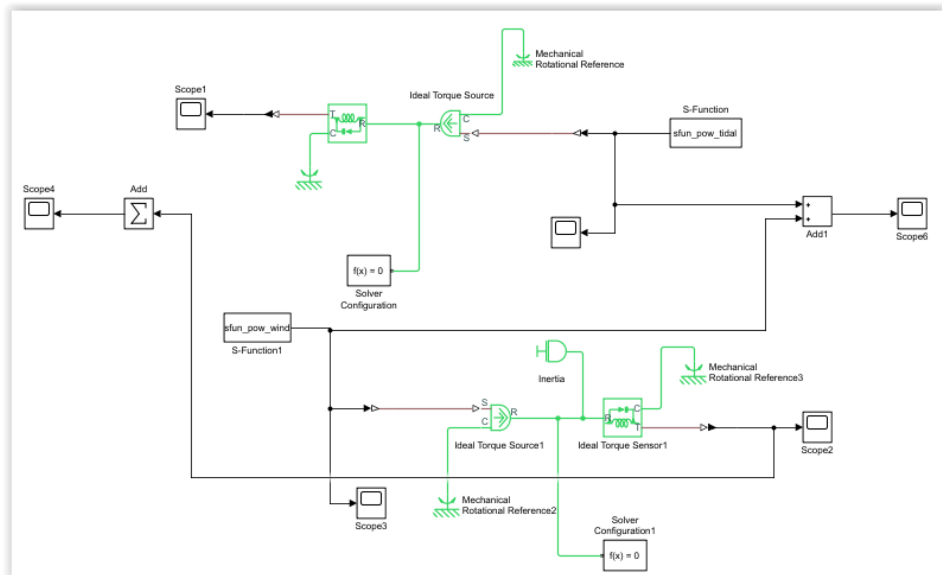 Mechanical
Rotational Reference
Scope1
Ideal Torque Source
S-Function
T
C
R
C
R
S
sfun_pow_tidal
Scope4
Add
Σ
+
+
Add1
Scope6
f(x) = 0
Solver
Configuration
sfun_pow_wind
S-Function1
Inertia
Mechanical
Rotational Reference3
S
R
C
R
C
T
Ideal Torque Source1
Ideal Torque Sensor1
Scope2
Mechanical
Rotational Reference2
Scope3
Solver
Configuration1
f(x) = 0